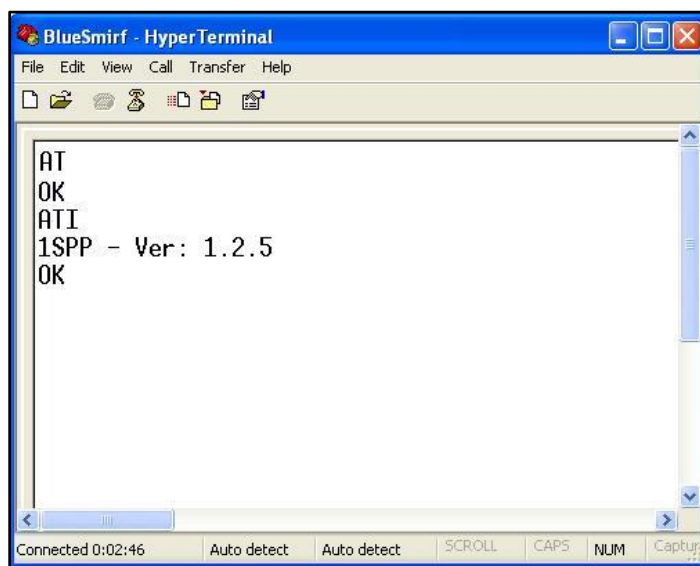 BlueSmirf - HyperTerminal
File Edit View Call Transfer Help
AT
OK
ATI
1SPP - Ver: 1.2.5
OK
Connected 0:02:46 Auto detect Auto detect SCROLL CAPS NUM Captur